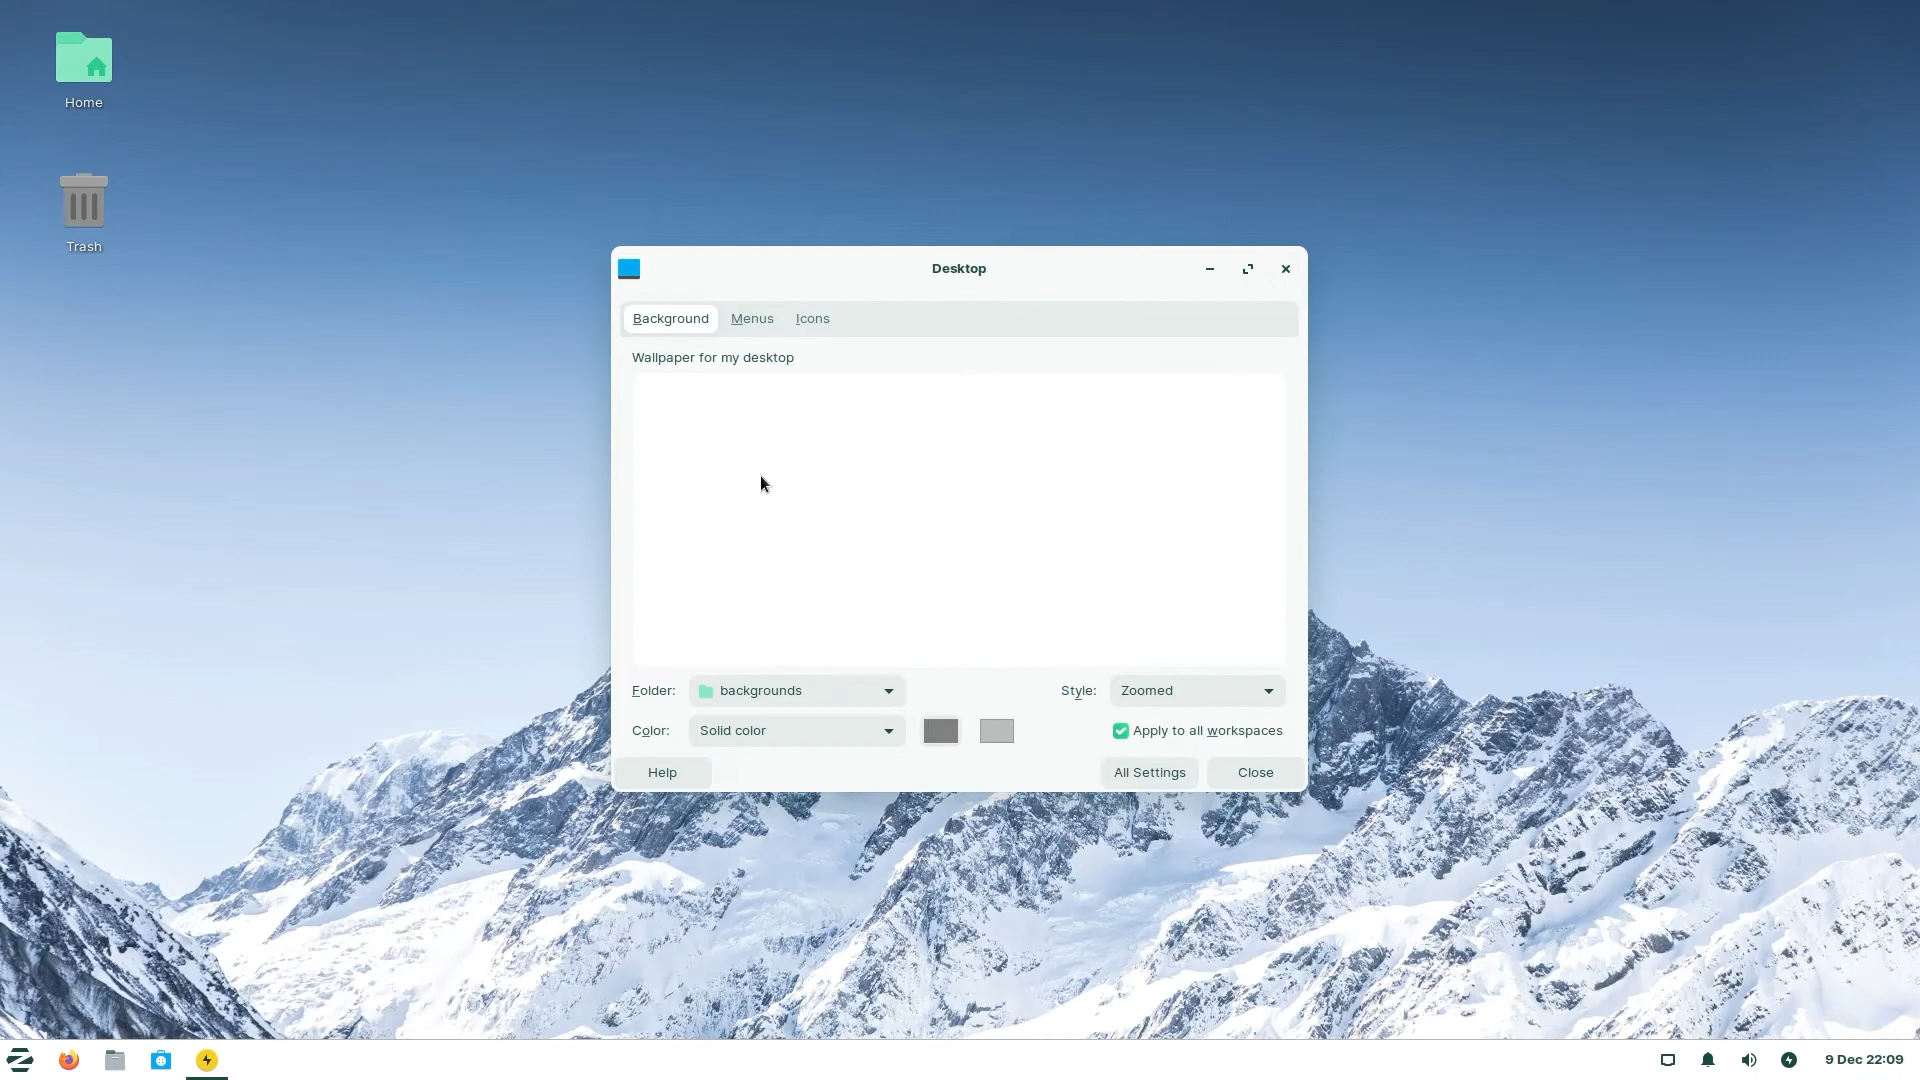 Home
Trash
Desktop
Background Menus Icons
Wallpaper for my desktop
Folder: backgrounds Style: Zoomed
Color: Solid color Apply to all workspaces
Help All Settings Close
9 Dec 22:09